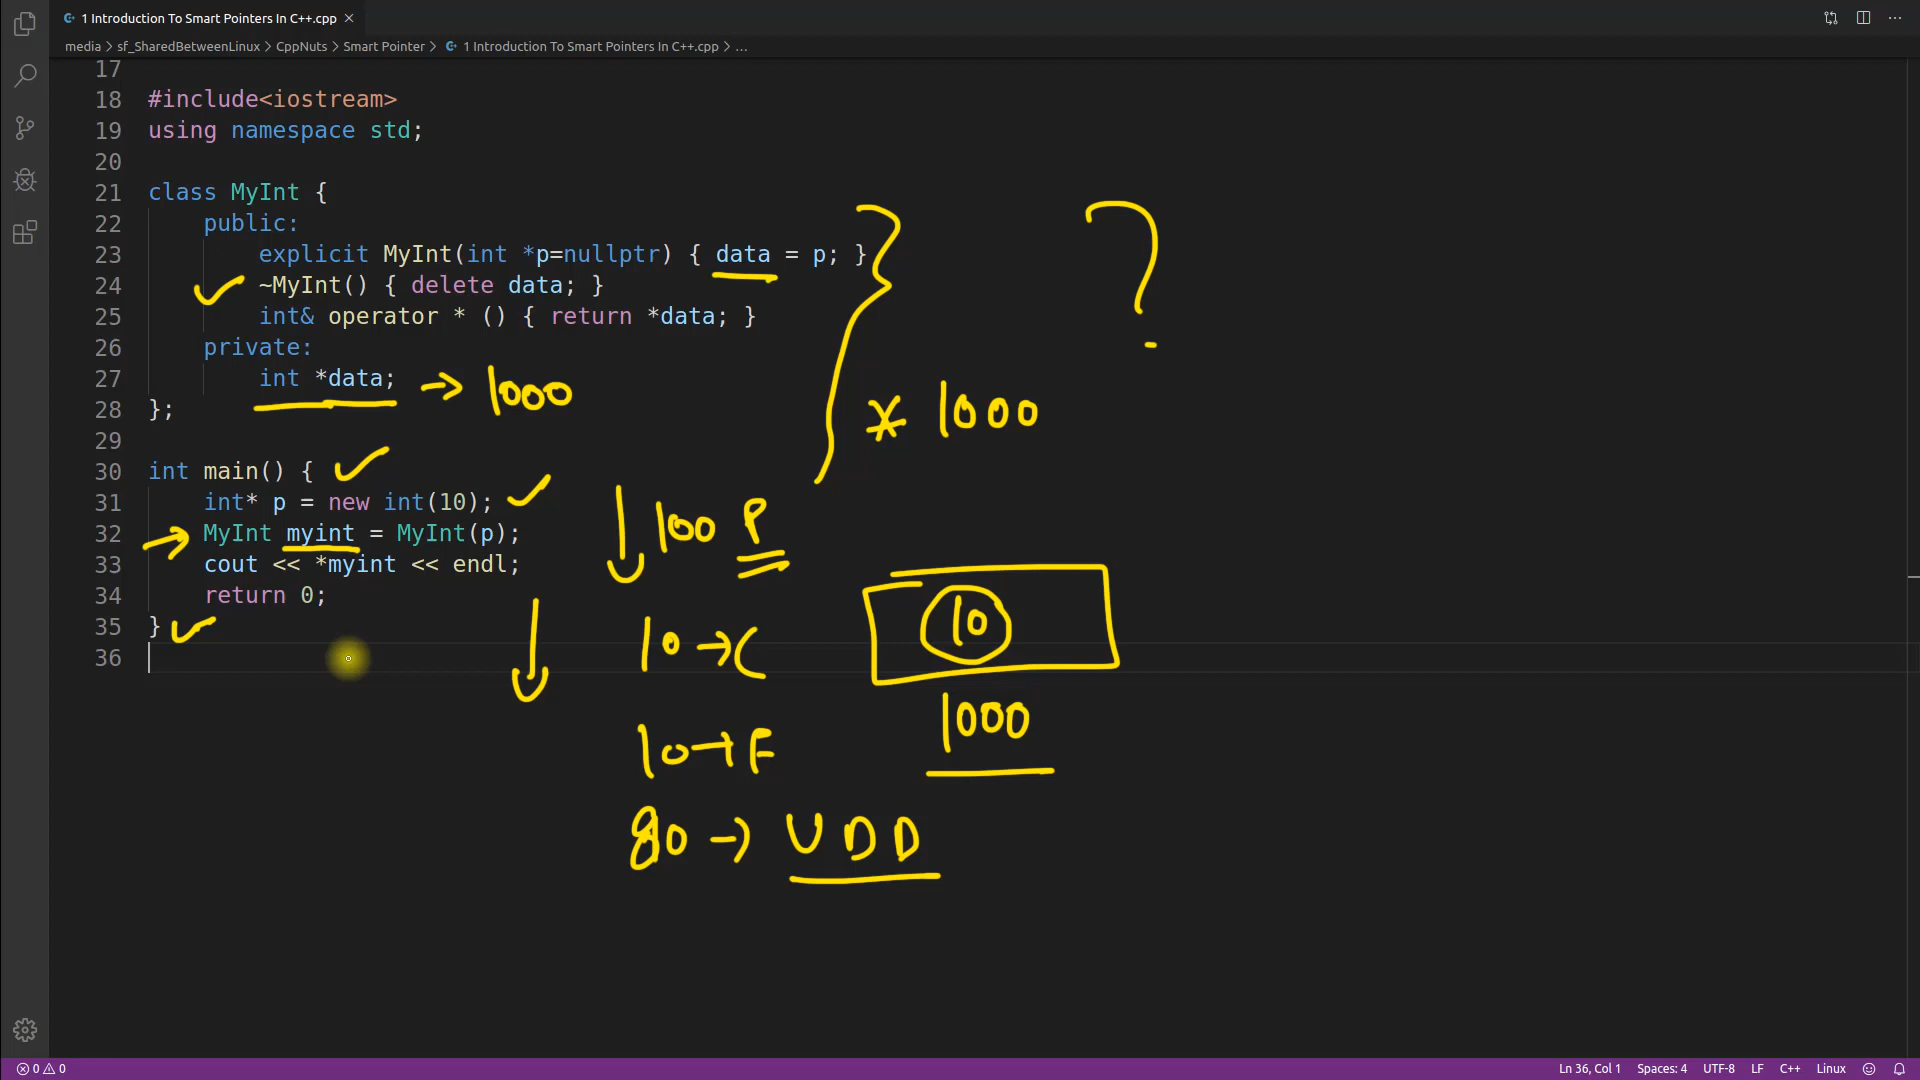 1 Introduction To Smart Pointers In C++.cpp
media > sf_SharedBetweenLinux > CppNuts > Smart Pointer > 1 Introduction To Smart Pointers In C++.cpp > ...
17
18 #include<iostream>
19 using namespace std;
20
21 class MyInt {
22 public:
23 explicit MyInt(int *p=nullptr) { data = p; }
24 ~MyInt() { delete data; }
25 int& operator * () { return *data; }
26 private:
27 int *data; → 1000
28 };
* 1000
29
30 int main() {
31 int* p = new int(10);
100 P
32 MyInt myint = MyInt(p);
33 cout << *myint << endl;
34 return 0;
35 }
36
?
10 → C
10
1000
10 → F
80 → UDD
0 0
Ln 36, Col 1 Spaces: 4 UTF-8 LF C++ Linux